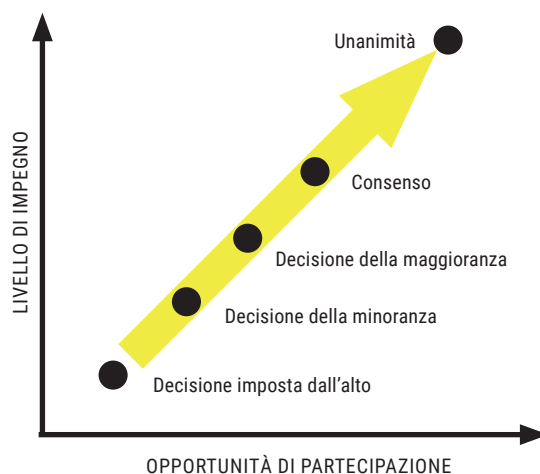 Unanimità
Consenso
Decisione della maggioranza
Decisione della minoranza
Decisione imposta dall'alto
LIVELLO DI IMPEGNO
OPPORTUNITÀ DI PARTECIPAZIONE